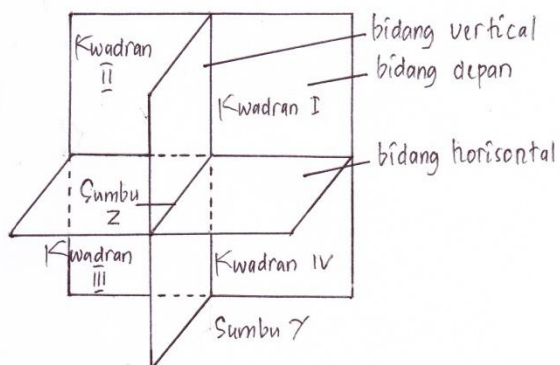 Kwadran
II
bidang vertical
bidang depan
Kwadran I
bidang horisontal
Sumbu
Z
Kwadran
III
Kwadran IV
Sumbu Y